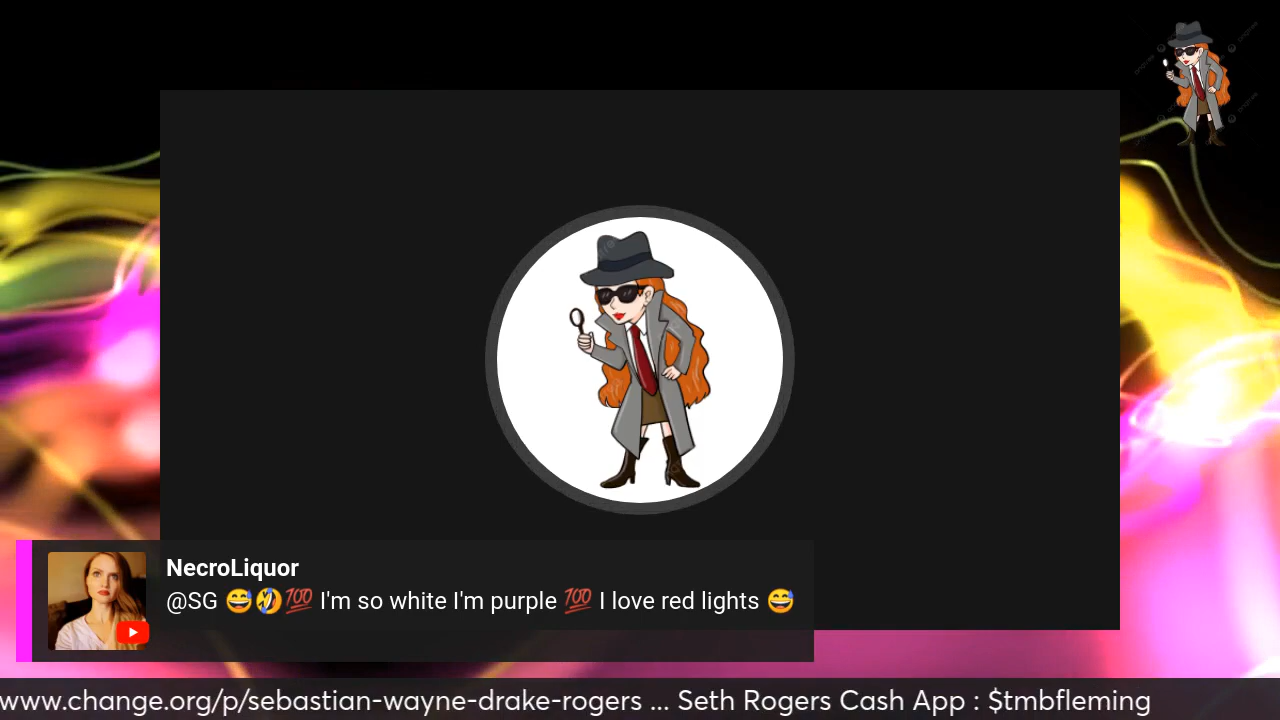 NecroLiquor
@SG 😅🤣💯 I'm so white I'm purple 💯 I love red lights 😅
www.change.org/p/sebastian-wayne-drake-rogers ... Seth Rogers Cash App : $tmbfleming